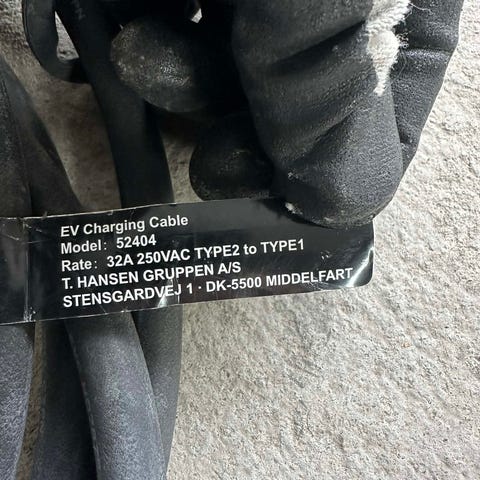 EV Charging Cable
Model: 52404
Rate: 32A 250VAC TYPE2 to TYPE1
T. HANSEN GRUPPEN A/S
STENSGARDVEJ 1 · DK-5500 MIDDELFART